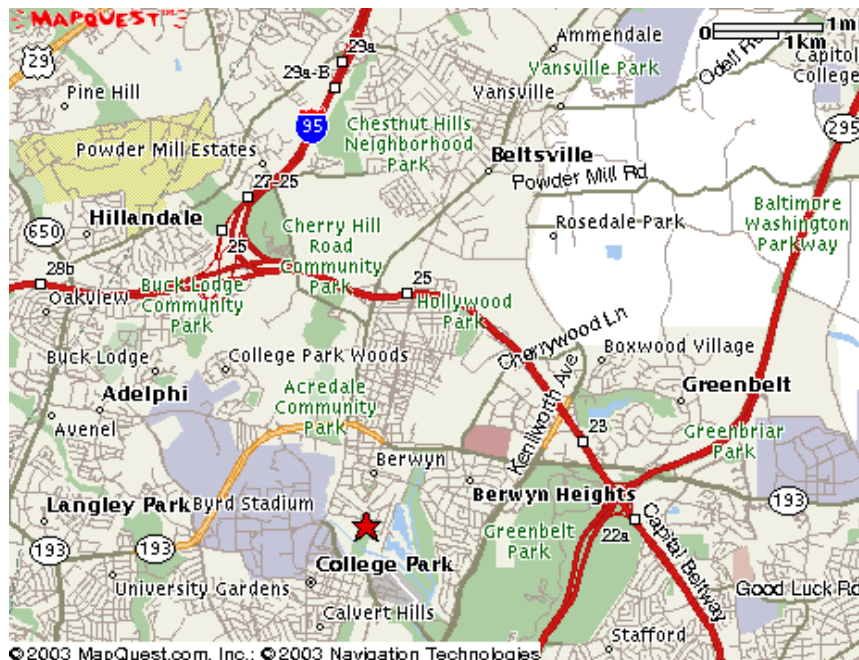 MAPQUEST
0 1m
1km
29
29a
29a-B
Ammendale
Vansville Park
Odell Rd
Capitol
College
Pine Hill
Vansville
95
Chestnut Hills
Neighborhood
Park
295
Powder Mill Estates
Beltsville
27-25
Powder Mill Rd
Hillandale
650
25
Cherry Hill
Road
Community
Park
Rosedale Park
Baltimore
Washington
Parkway
28b
Oakview
Buck Lodge
Community
Park
25
Hollywood
Park
Cherrywood Ln
Buck Lodge
College Park Woods
Boxwood Village
Adelphi
Acredale
Community
Park
Kenilworth Ave
Greenbelt
Avenel
23
Greenbriar
Park
Berwyn
Langley Park
Byrd Stadium
Berwyn Heights
193
193
193
Greenbelt
Park
22a
Capital Beltway
College Park
University Gardens
Good Luck Rd
Calvert Hills
Stafford
©2003 MapQuest.com, Inc.; ©2003 Navigation Technologies